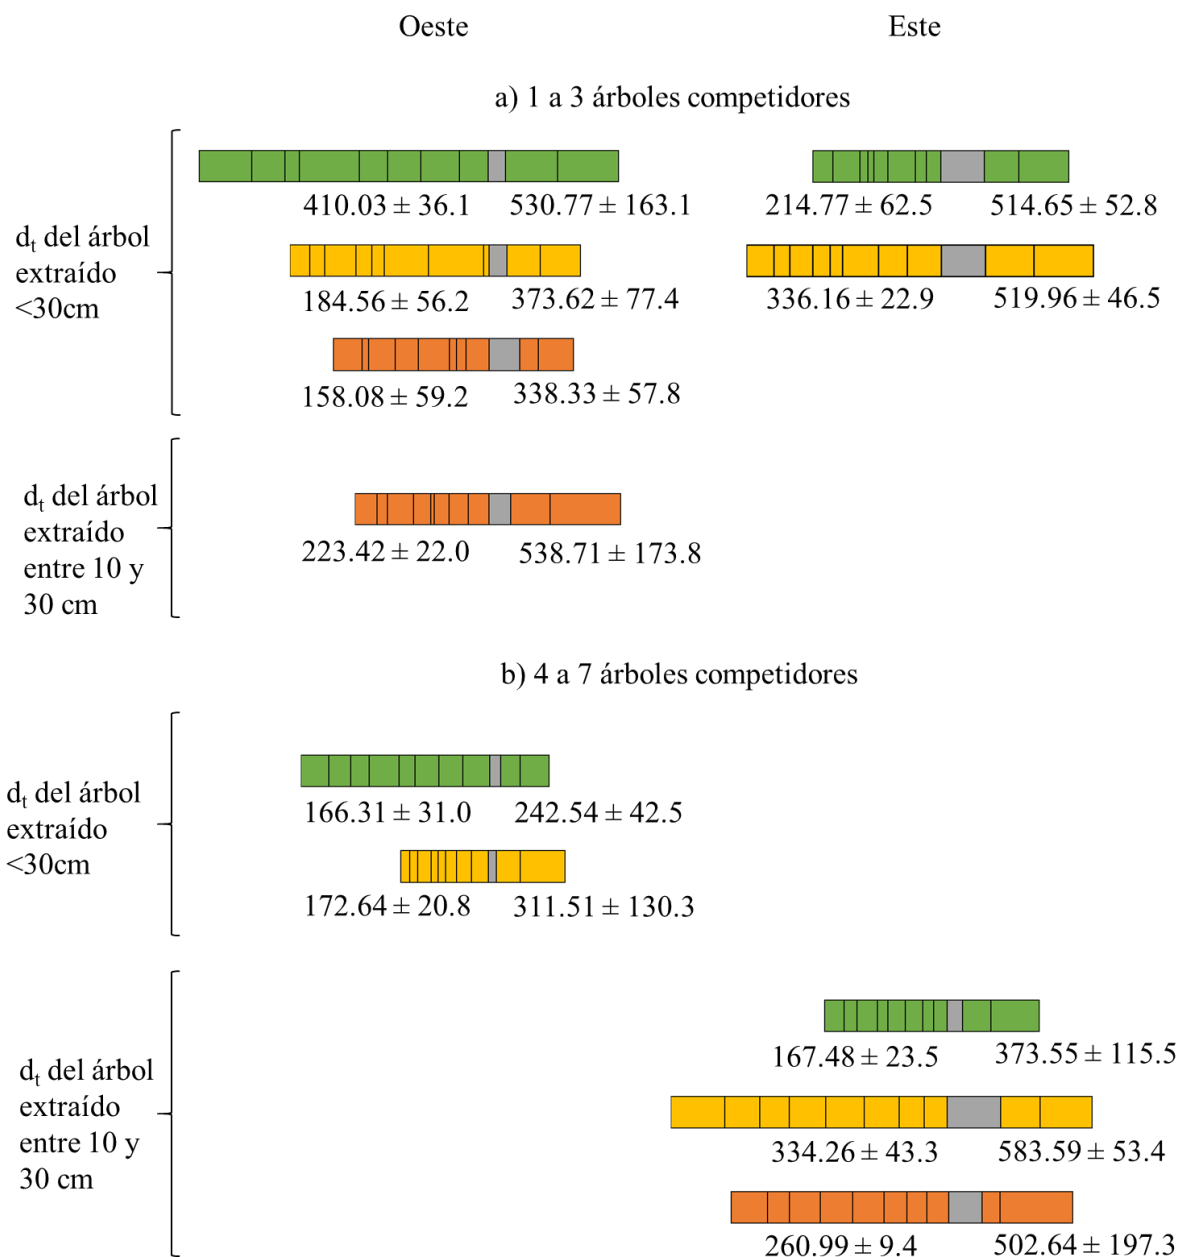 Oeste Este
a) 1 a 3 árboles competidores
dt del árbol
extraído
<30cm
410.03 ± 36.1 530.77 ± 163.1 214.77 ± 62.5 514.65 ± 52.8
184.56 ± 56.2 373.62 ± 77.4 336.16 ± 22.9 519.96 ± 46.5
158.08 ± 59.2 338.33 ± 57.8
dt del árbol
extraído
entre 10 y
30 cm
223.42 ± 22.0 538.71 ± 173.8
b) 4 a 7 árboles competidores
dt del árbol
extraído
<30cm
166.31 ± 31.0 242.54 ± 42.5
172.64 ± 20.8 311.51 ± 130.3
dt del árbol
extraído
entre 10 y
30 cm
167.48 ± 23.5 373.55 ± 115.5
334.26 ± 43.3 583.59 ± 53.4
260.99 ± 9.4 502.64 ± 197.3